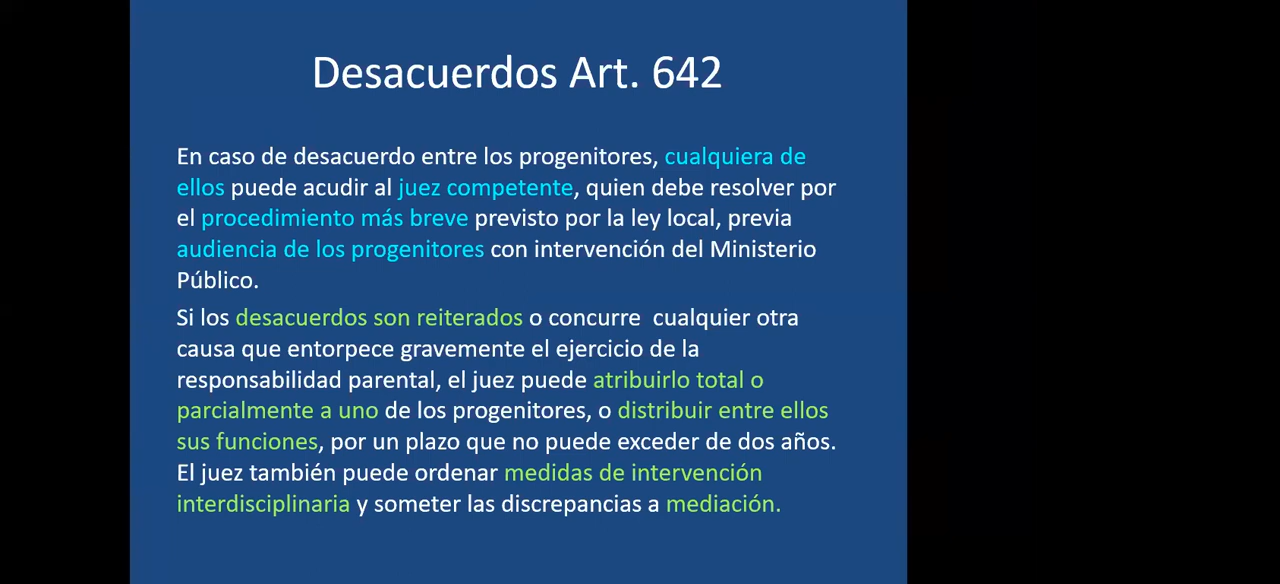 Desacuerdos Art. 642
En caso de desacuerdo entre los progenitores, cualquiera de
ellos puede acudir al juez competente, quien debe resolver por
el procedimiento más breve previsto por la ley local, previa
audiencia de los progenitores con intervención del Ministerio
Público.
Si los desacuerdos son reiterados o concurre cualquier otra
causa que entorpece gravemente el ejercicio de la
responsabilidad parental, el juez puede atribuirlo total o
parcialmente a uno de los progenitores, o distribuir entre ellos
sus funciones, por un plazo que no puede exceder de dos años.
El juez también puede ordenar medidas de intervención
interdisciplinaria y someter las discrepancias a mediación.